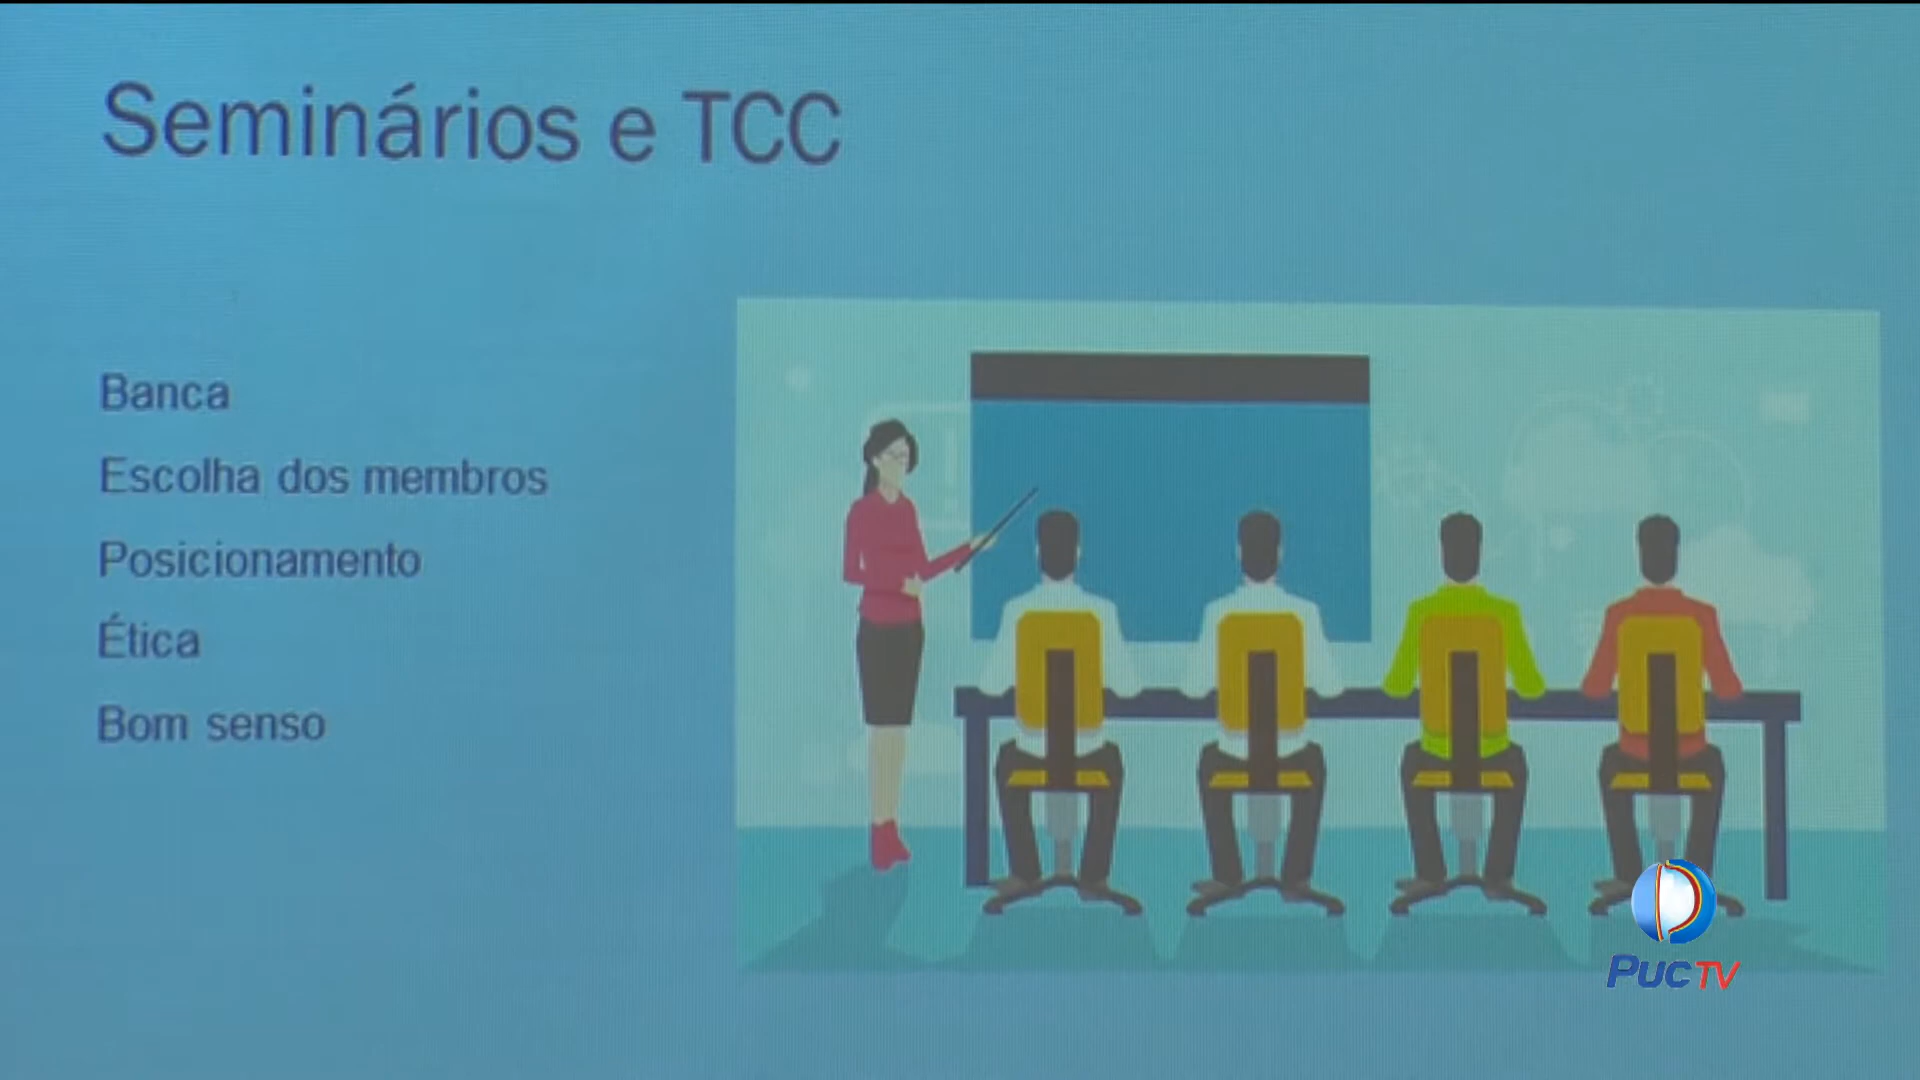 Seminários e TCC
Banca
Escolha dos membros
Posicionamento
Ética
Bom senso
PUC TV